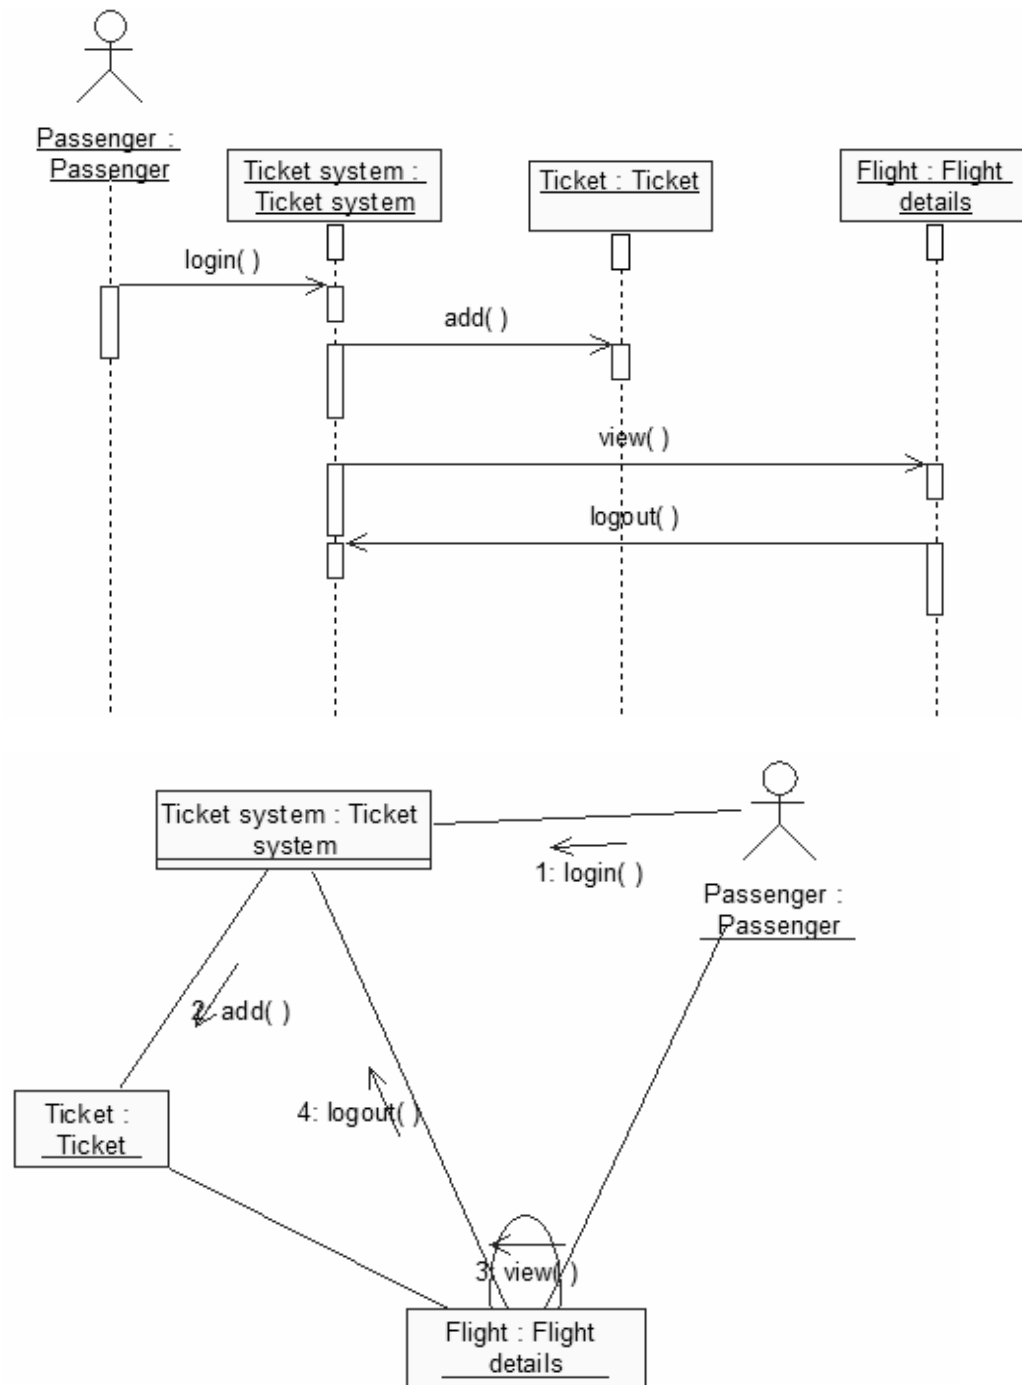 Passenger :
Passenger
Ticket system :
Ticket system
Ticket : Ticket
Flight : Flight
details
login( )
add( )
view( )
logout( )
Ticket system : Ticket
system
1: login( )
Passenger :
Passenger
2: add( )
4: logout( )
Ticket :
Ticket
3: view( )
Flight : Flight
details